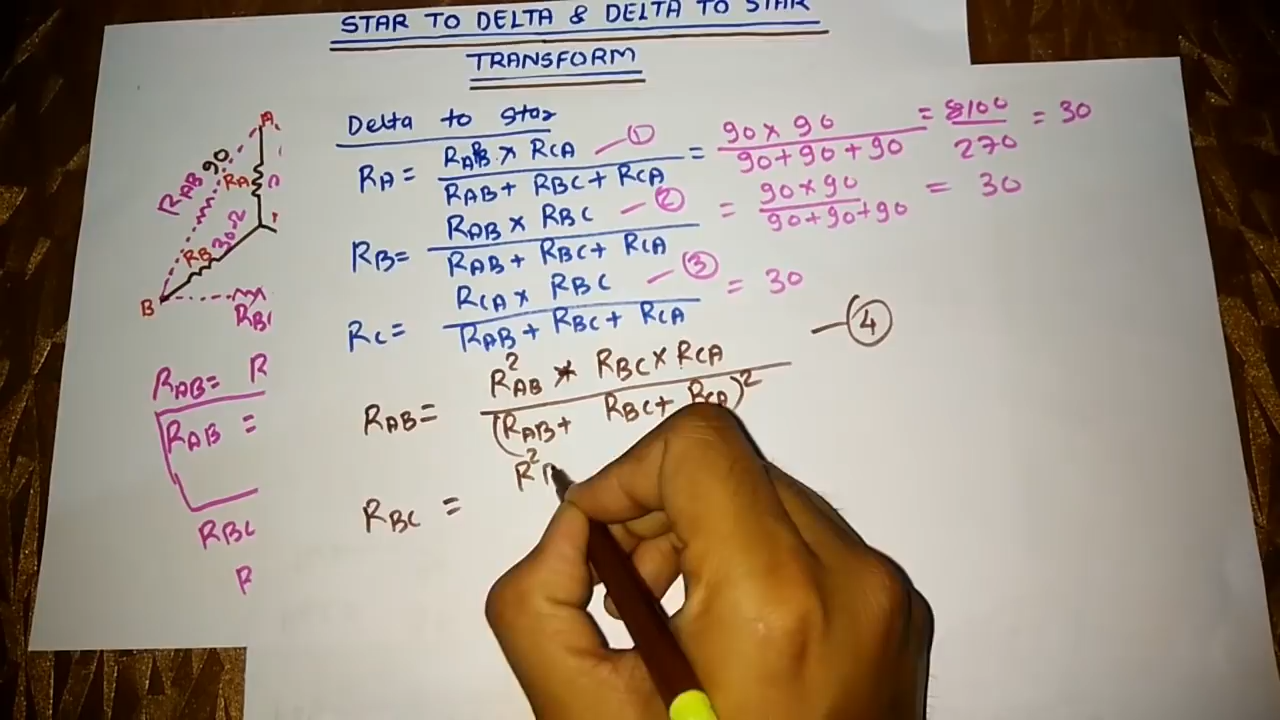 STAR TO DELTA & DELTA TO STAR
TRANSFORM
Delta to Star
RA = RAB × RCA / RAB + RBC + RCA — ① = 90 × 90 / 90 + 90 + 90 = 8100 / 270 = 30
RB = RAB × RBC / RAB + RBC + RCA — ② = 90 × 90 / 90 + 90 + 90 = 30
RC = RCA × RBC / RAB + RBC + RCA — ③ = 30
RAB = R²AB × RBC × RCA / (RAB + RBC + RCA)² — ④
RBC = R²
A
RAB 90
RA
RB 30Ω
B
RBC
RAB = R
RAB =
RBC
R